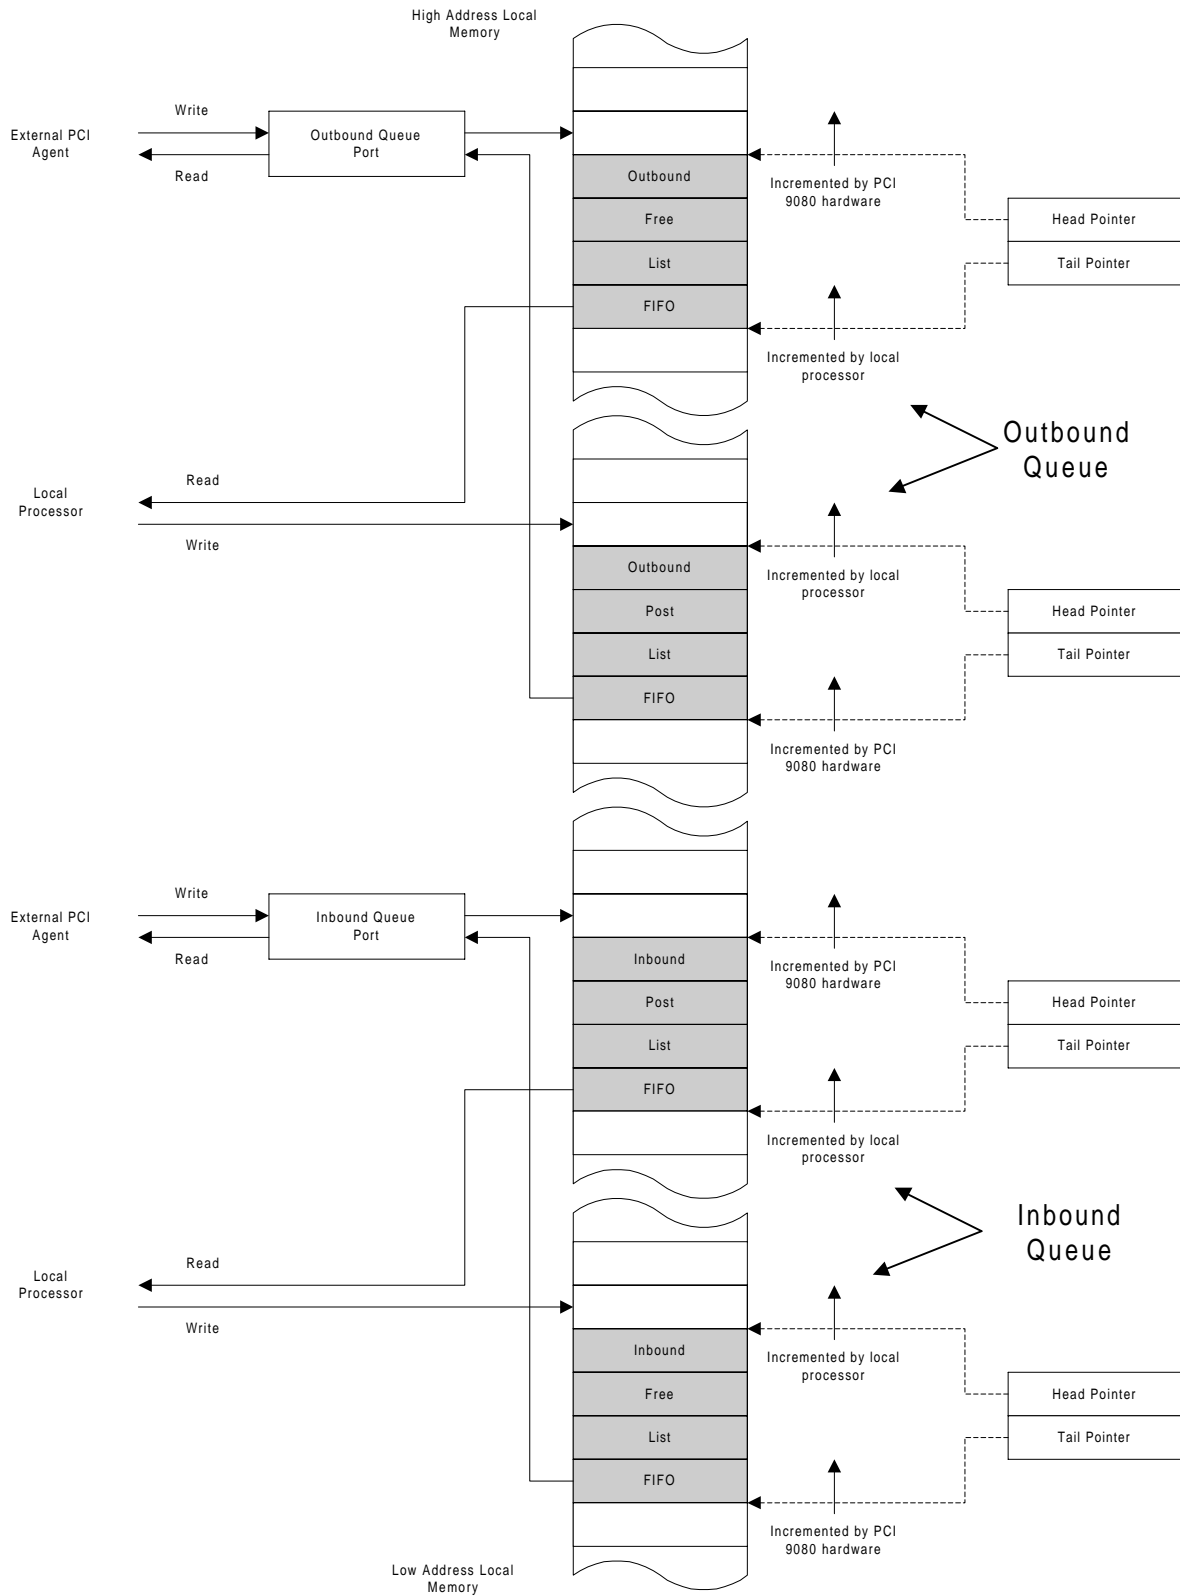 High Address Local
Memory
Write
External PCI
Agent
Outbound Queue
Port
Read
Outbound
Free
List
FIFO
Incremented by PCI
9080 hardware
Head Pointer
Tail Pointer
Incremented by local
processor
Outbound
Queue
Read
Local
Processor
Write
Outbound
Post
List
FIFO
Incremented by local
processor
Head Pointer
Tail Pointer
Incremented by PCI
9080 hardware
Write
External PCI
Agent
Inbound Queue
Port
Read
Inbound
Post
List
FIFO
Incremented by PCI
9080 hardware
Head Pointer
Tail Pointer
Incremented by local
processor
Inbound
Queue
Read
Local
Processor
Write
Inbound
Free
List
FIFO
Incremented by local
processor
Head Pointer
Tail Pointer
Incremented by PCI
9080 hardware
Low Address Local
Memory